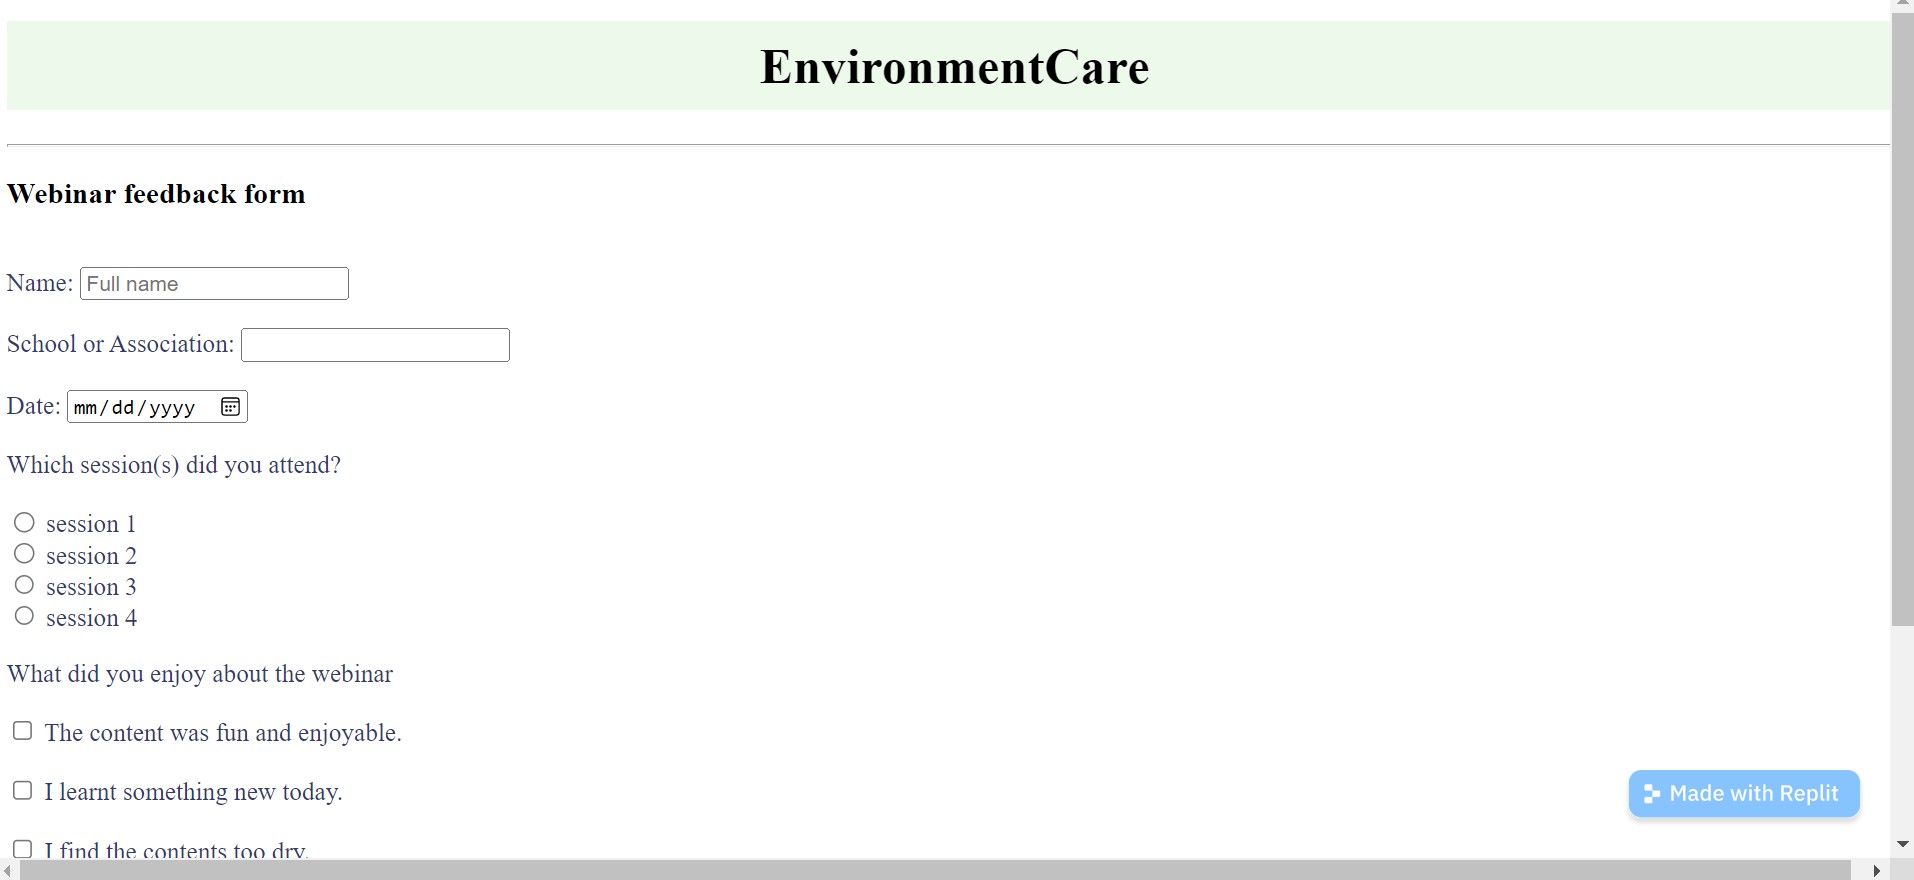 EnvironmentCare
Webinar feedback form
Name: Full name
School or Association:
Date: mm/dd/yyyy
Which session(s) did you attend?
session 1
session 2
session 3
session 4
What did you enjoy about the webinar
The content was fun and enjoyable.
I learnt something new today.
I find the contents too dry.
Made with Replit